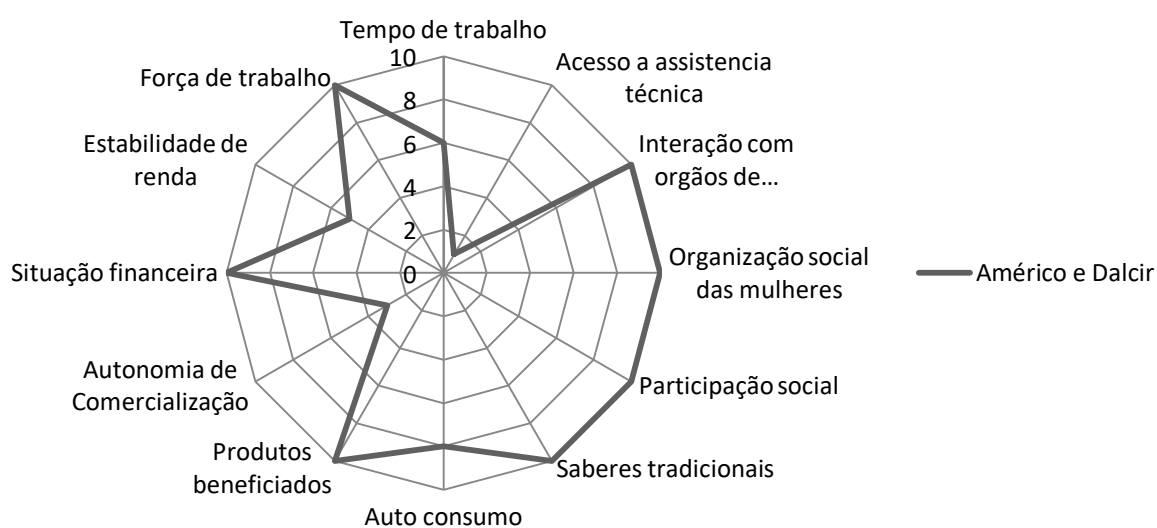 Tempo de trabalho
Acesso a assistencia
técnica
Interação com
orgãos de...
Organização social
das mulheres
Participação social
Saberes tradicionais
Auto consumo
Produtos
beneficiados
Autonomia de
Comercialização
Situação financeira
Estabilidade de
renda
Força de trabalho
10
8
6
4
2
0
Américo e Dalcir